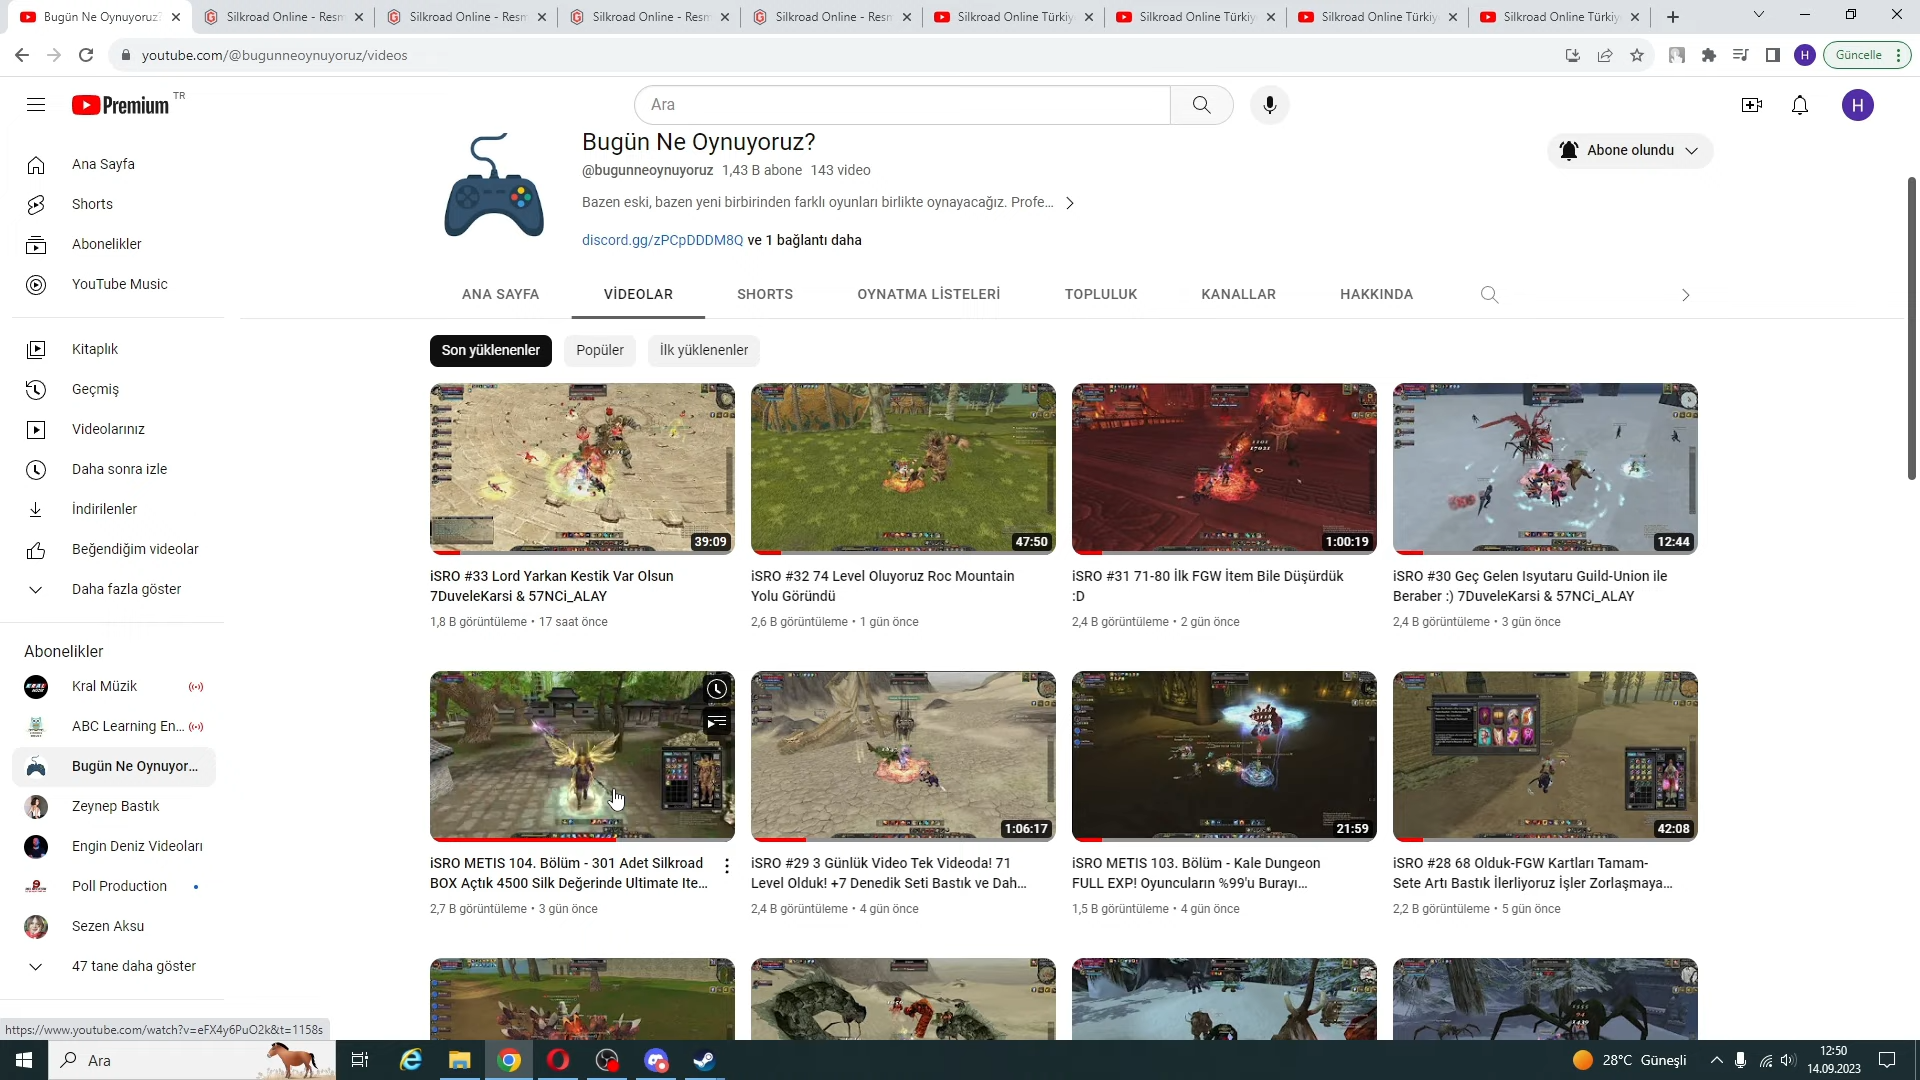 Bugün Ne Oynuyoruz?
Silkroad Online - Resm
Silkroad Online - Resm
Silkroad Online - Resm
Silkroad Online - Resm
Silkroad Online Türkiy
Silkroad Online Türkiy
Silkroad Online Türkiy
Silkroad Online Türkiy
youtube.com/@bugunneoynuyoruz/videos
H
Güncelle
Premium TR
Ara
H
Ana Sayfa
Shorts
Abonelikler
YouTube Music
Kitaplık
Geçmiş
Videolarınız
Daha sonra izle
İndirilenler
Beğendiğim videolar
Daha fazla göster
Abonelikler
Kral Müzik
ABC Learning En...
Bugün Ne Oynuyor...
Zeynep Bastık
Engin Deniz Videoları
Poll Production
Sezen Aksu
47 tane daha göster
Bugün Ne Oynuyoruz?
@bugunneoynuyoruz 1,43 B abone 143 video
Bazen eski, bazen yeni birbirinden farklı oyunları birlikte oynayacağız. Profe...
discord.gg/zPCpDDDM8Q ve 1 bağlantı daha
Abone olundu
ANA SAYFA VİDEOLAR SHORTS OYNATMA LİSTELERİ TOPLULUK KANALLAR HAKKINDA
Son yüklenenler Popüler İlk yüklenenler
39:09
47:50
1:00:19
12:44
iSRO #33 Lord Yarkan Kestik Var Olsun
7DuveleKarsi & 57NCi_ALAY
1,8 B görüntüleme • 17 saat önce
iSRO #32 74 Level Oluyoruz Roc Mountain
Yolu Göründü
2,6 B görüntüleme • 1 gün önce
iSRO #31 71-80 İlk FGW İtem Bile Düşürdük
:D
2,4 B görüntüleme • 2 gün önce
iSRO #30 Geç Gelen Isyutaru Guild-Union ile
Beraber :) 7DuveleKarsi & 57NCi_ALAY
2,4 B görüntüleme • 3 gün önce
1:06:17
21:59
42:08
iSRO METIS 104. Bölüm - 301 Adet Silkroad
BOX Açtık 4500 Silk Değerinde Ultimate Ite...
2,7 B görüntüleme • 3 gün önce
iSRO #29 3 Günlük Video Tek Videoda! 71
Level Olduk! +7 Denedik Seti Bastık ve Dah...
2,4 B görüntüleme • 4 gün önce
iSRO METIS 103. Bölüm - Kale Dungeon
FULL EXP! Oyuncuların %99'u Burayı...
1,5 B görüntüleme • 4 gün önce
iSRO #28 68 Olduk-FGW Kartları Tamam-
Sete Artı Bastık İlerliyoruz İşler Zorlaşmaya...
2,2 B görüntüleme • 5 gün önce
https://www.youtube.com/watch?v=eFX4y6PuO2k&t=1158s
Ara
28°C Güneşli
12:50
14.09.2023